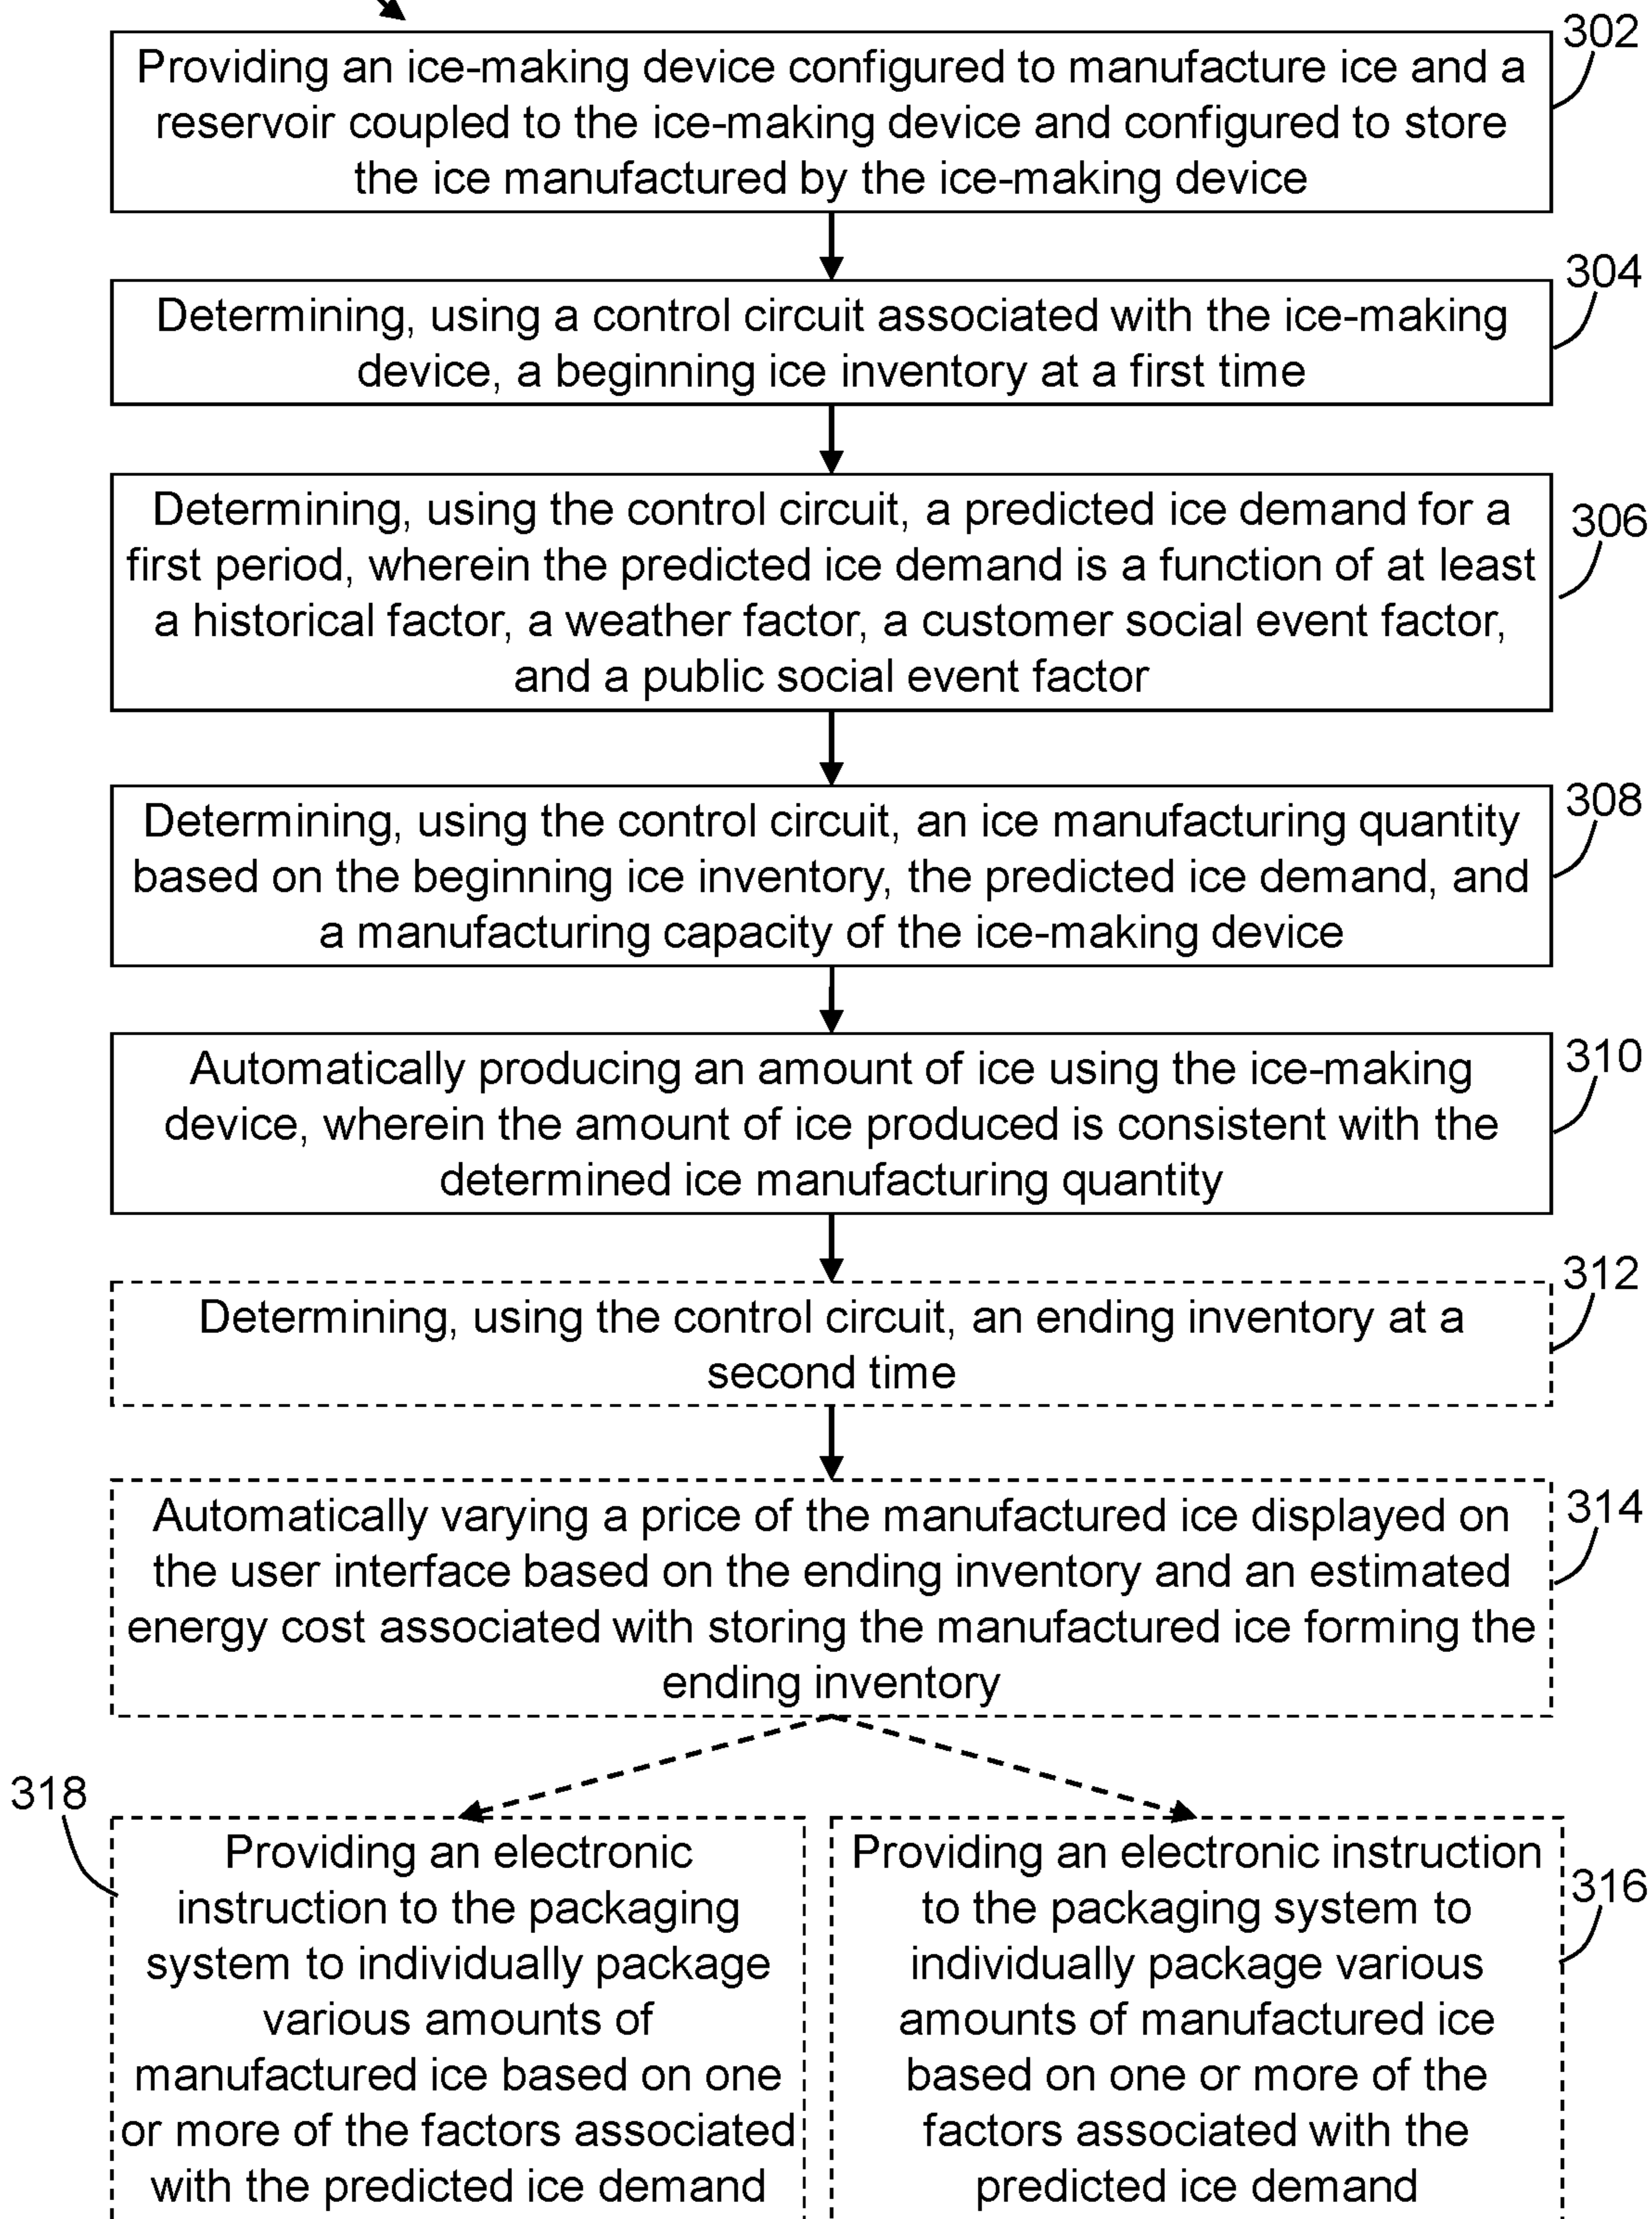 302
Providing an ice-making device configured to manufacture ice and a
reservoir coupled to the ice-making device and configured to store
the ice manufactured by the ice-making device
304
Determining, using a control circuit associated with the ice-making
device, a beginning ice inventory at a first time
306
Determining, using the control circuit, a predicted ice demand for a
first period, wherein the predicted ice demand is a function of at least
a historical factor, a weather factor, a customer social event factor,
and a public social event factor
308
Determining, using the control circuit, an ice manufacturing quantity
based on the beginning ice inventory, the predicted ice demand, and
a manufacturing capacity of the ice-making device
310
Automatically producing an amount of ice using the ice-making
device, wherein the amount of ice produced is consistent with the
determined ice manufacturing quantity
312
Determining, using the control circuit, an ending inventory at a
second time
314
Automatically varying a price of the manufactured ice displayed on
the user interface based on the ending inventory and an estimated
energy cost associated with storing the manufactured ice forming the
ending inventory
318
Providing an electronic
instruction to the packaging
system to individually package
various amounts of
manufactured ice based on one
or more of the factors associated
with the predicted ice demand
316
Providing an electronic instruction
to the packaging system to
individually package various
amounts of manufactured ice
based on one or more of the
factors associated with the
predicted ice demand